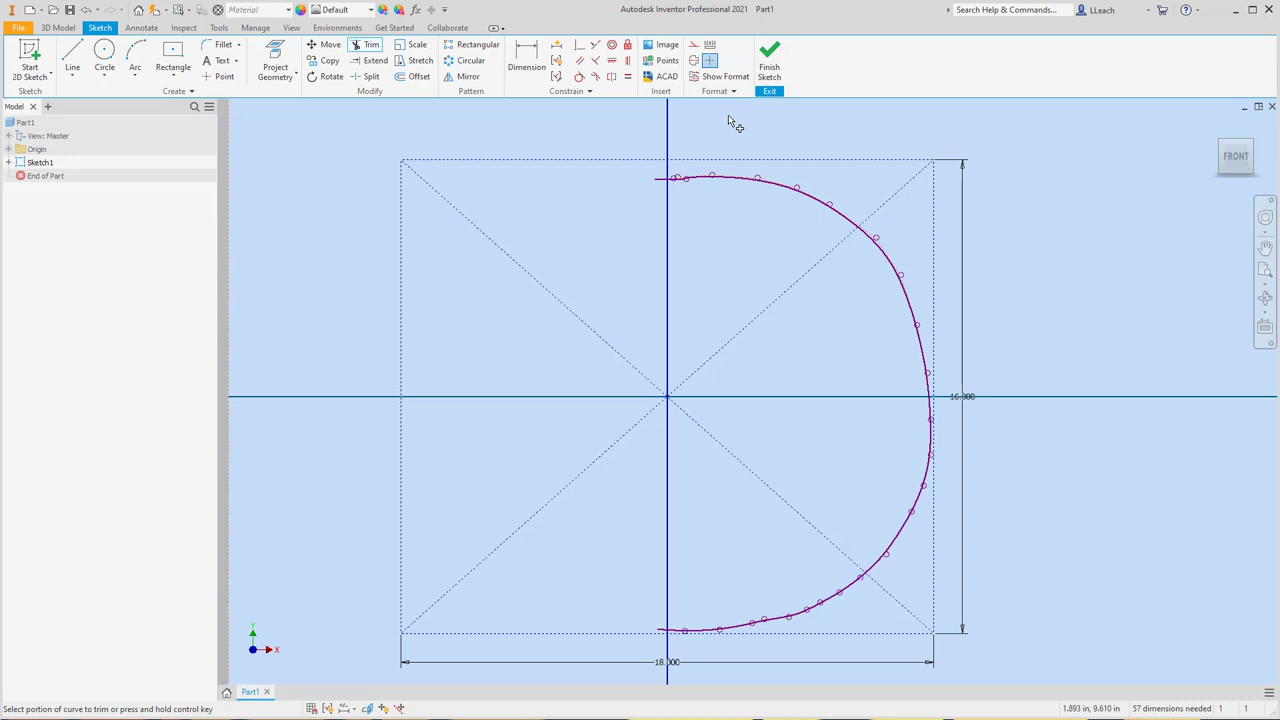 Material Default Autodesk Inventor Professional 2021 Part1 Search Help & Commands... LLeach
File 3D Model Sketch Annotate Inspect Tools Manage View Environments Get Started Collaborate
Start 2D Sketch Line Circle Arc Rectangle Fillet Text Point Project Geometry Move Copy Rotate Trim Extend Split Scale Stretch Offset Rectangular Circular Mirror Dimension Image Points ACAD Show Format Finish Sketch
Sketch Create Modify Pattern Constrain Insert Format Exit
Model
Part1
View: Master
Origin
Sketch1
End of Part
FRONT
16.000
18.000
Y
X
Part1
Select portion of curve to trim or press and hold control key 1.893 in, 9.610 in 57 dimensions needed 1 1